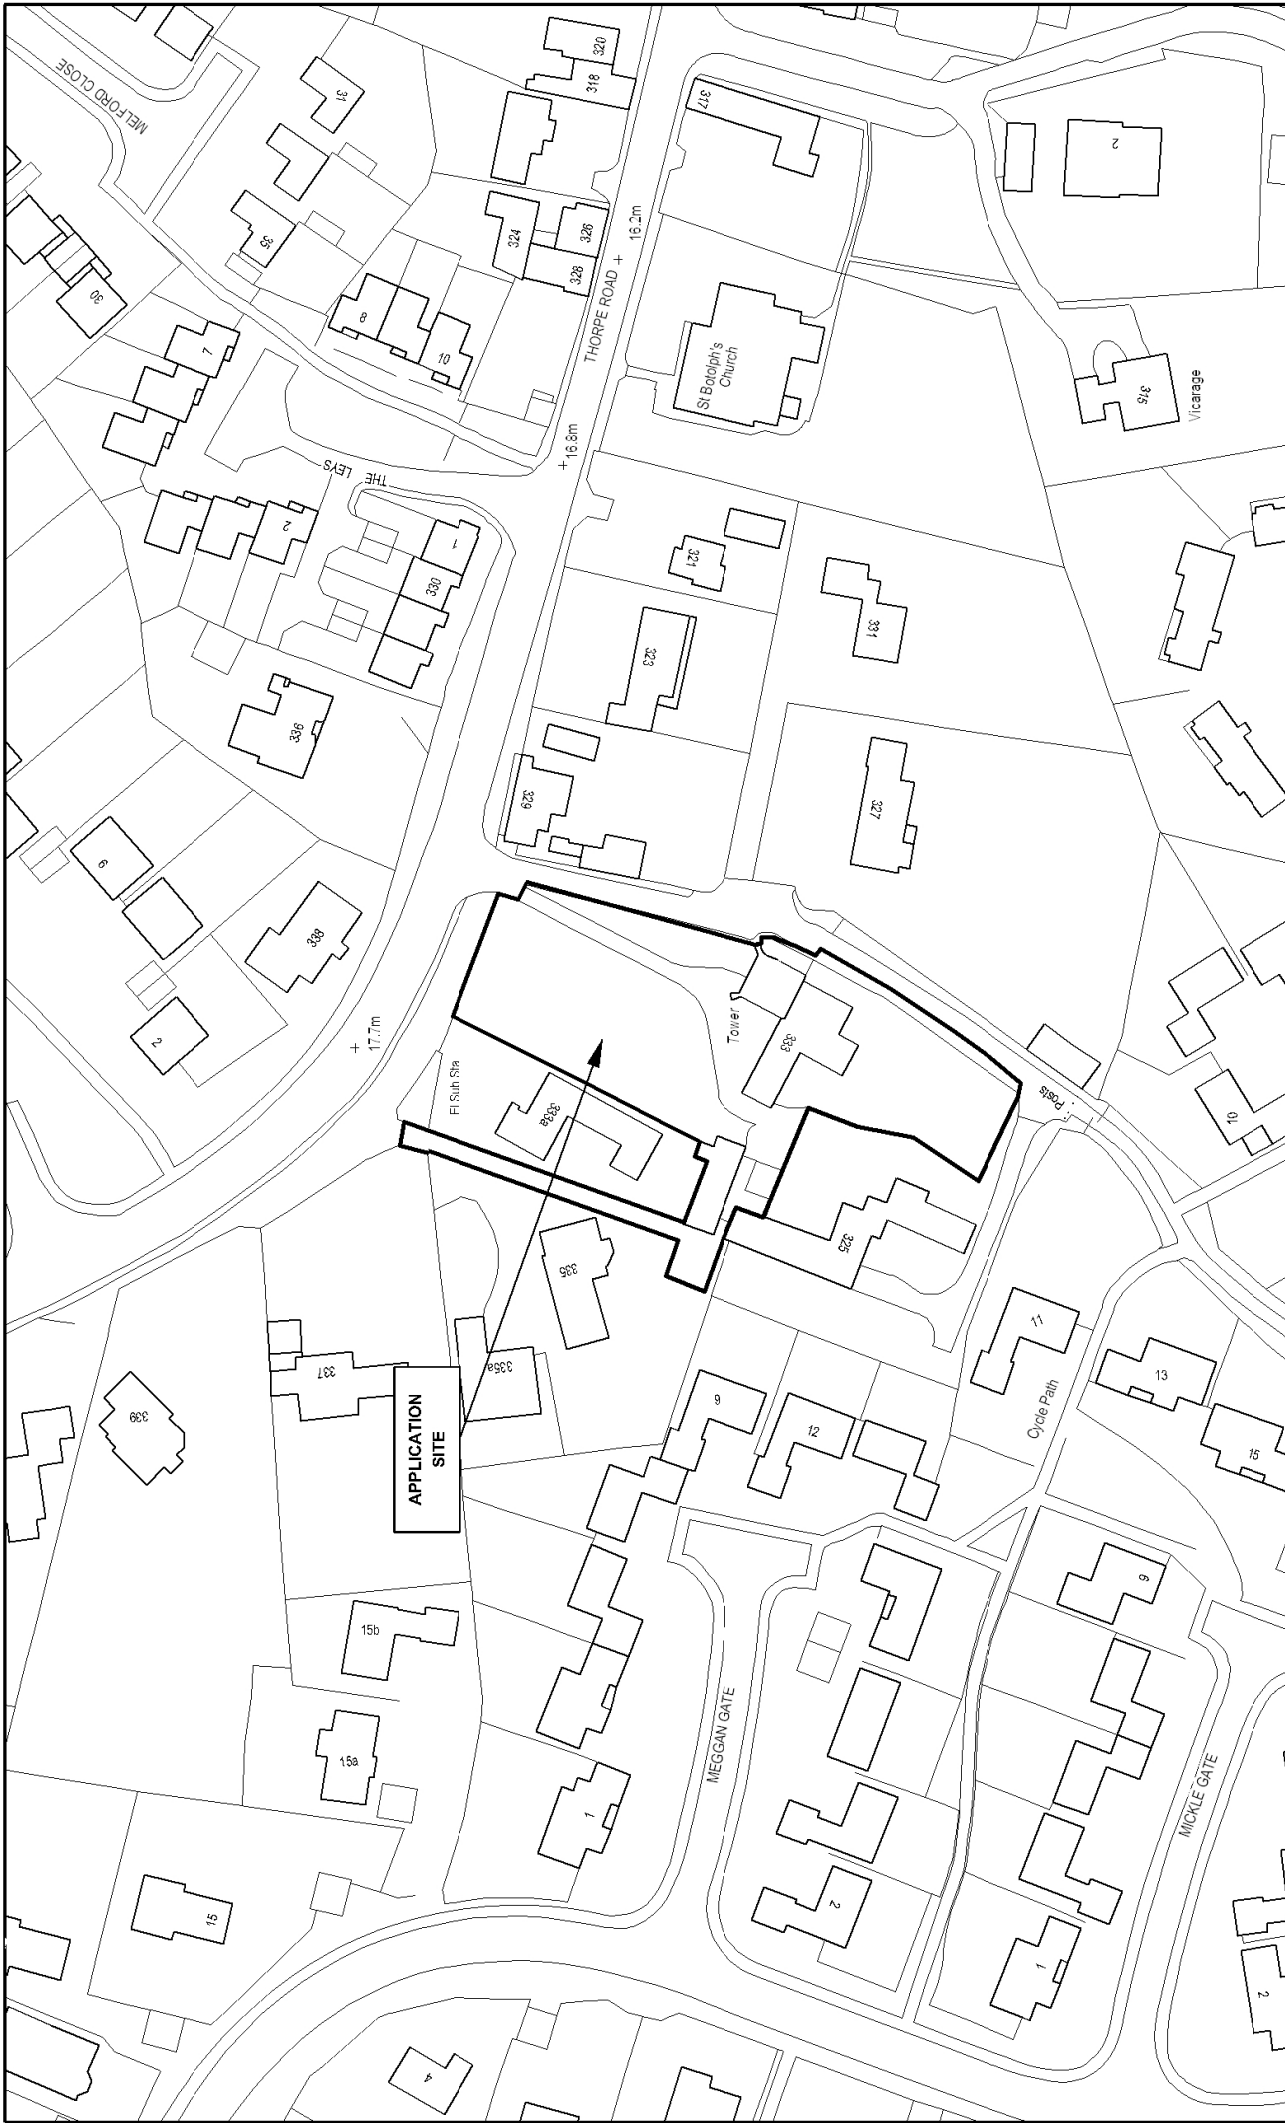 MELFORD CLOSE
31
320
318
317
35
30
324
326
328
16.2m
THORPE ROAD
2
8
10
7
St Botolph's
Church
315
Vicarage
16.8m
THE LEYS
2
1
330
321
331
323
336
329
327
6
338
2
17.7m
El Sub Sta
333a
Tower
333
Posts
10
325
335
335a
337
339
APPLICATION
SITE
9
12
11
Cycle Path
13
15
15b
15a
15
1
MEGGAN GATE
2
6
MICKLE GATE
1
2
4